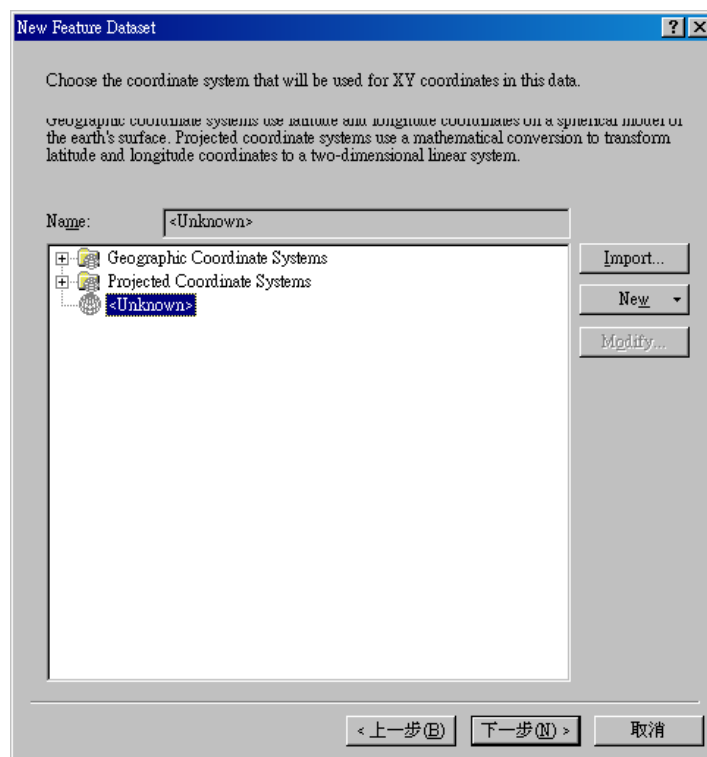 New Feature Dataset
Choose the coordinate system that will be used for XY coordinates in this data.
Geographic coordinate systems use latitude and longitude coordinates on a spherical model of
the earth's surface. Projected coordinate systems use a mathematical conversion to transform
latitude and longitude coordinates to a two-dimensional linear system.
Name: <Unknown>
Geographic Coordinate Systems
Projected Coordinate Systems
<Unknown>
Import...
New
Modify...
< 上一步(B) 下一步(N) > 取消